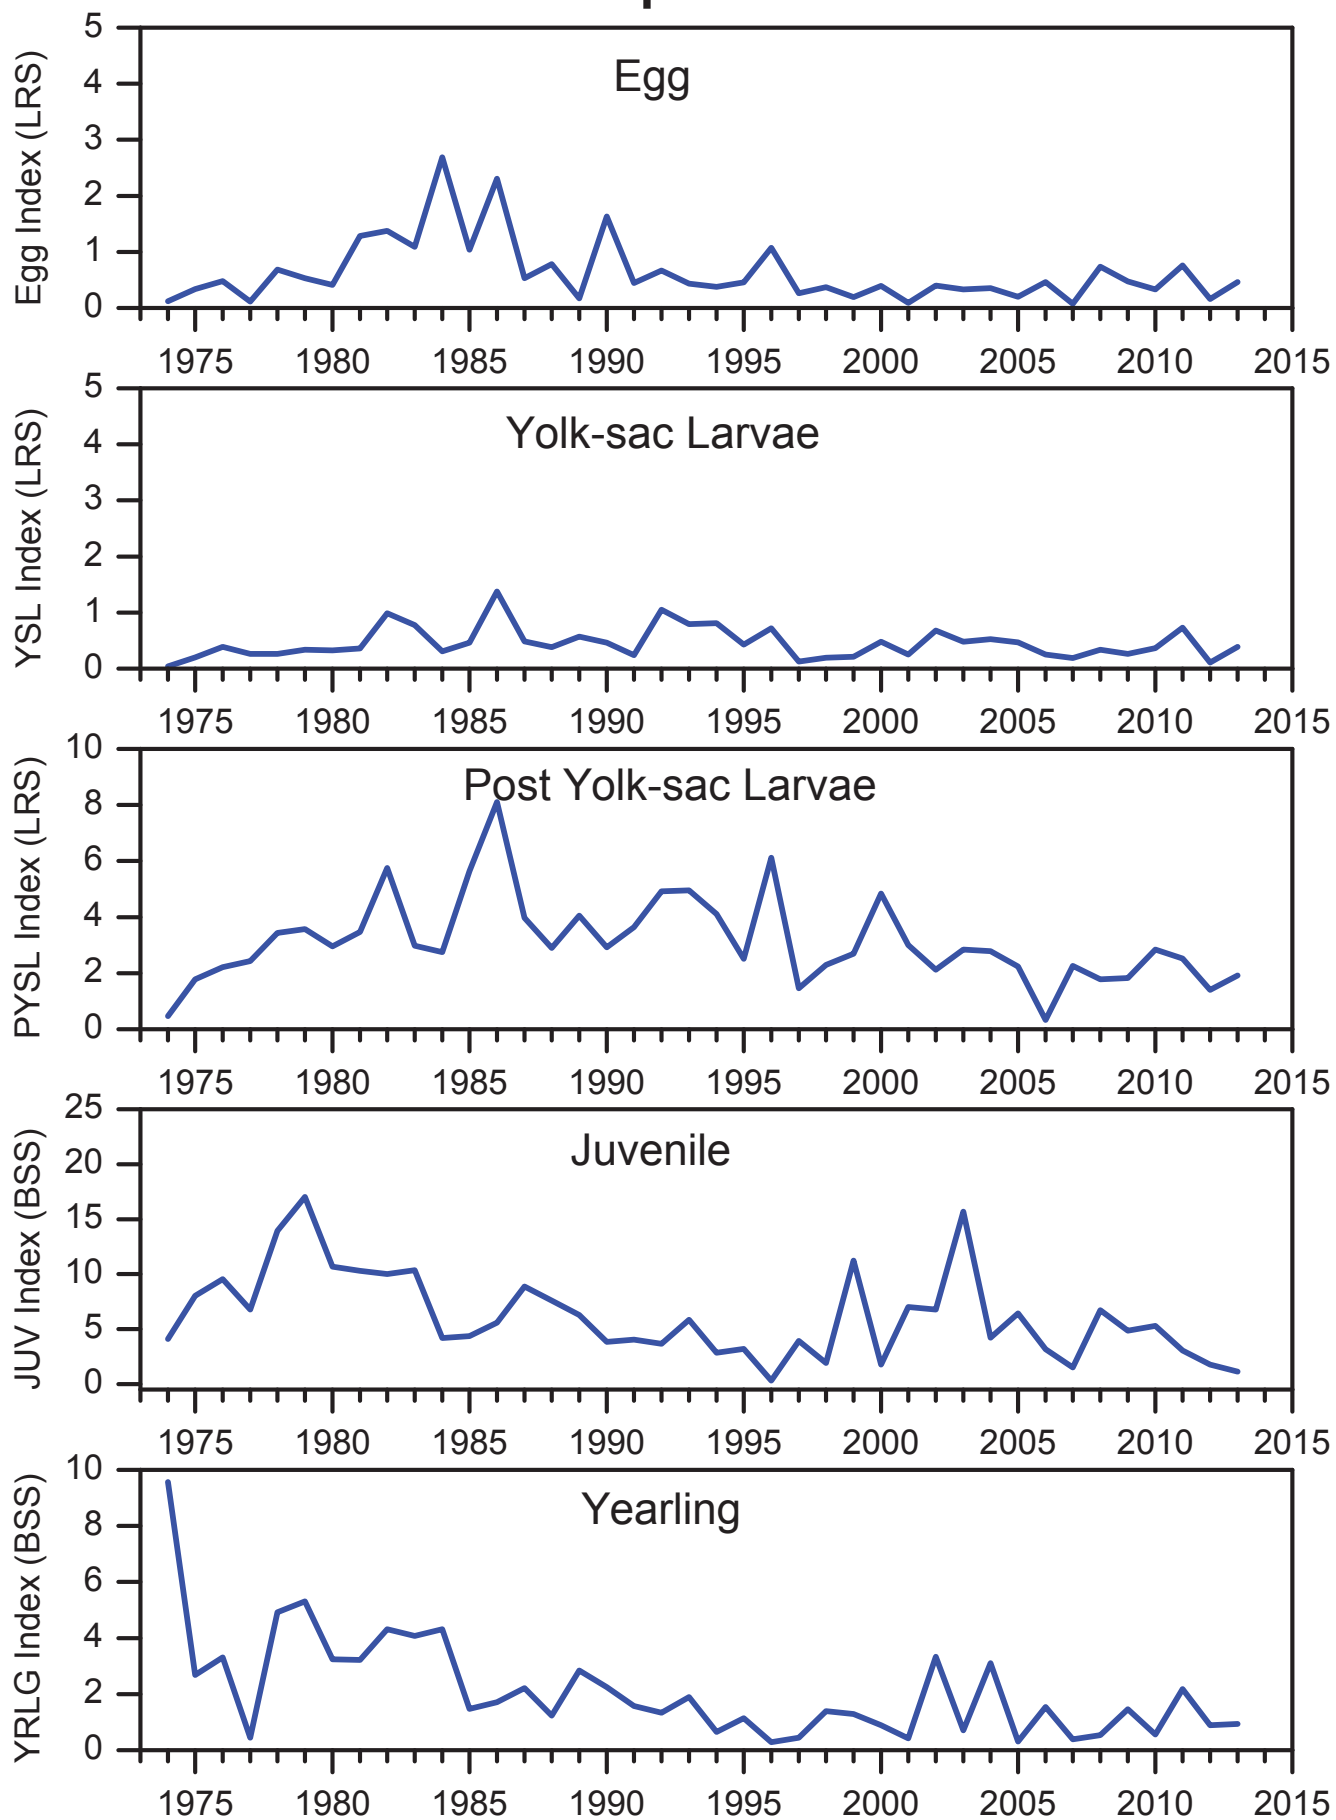 Egg
Egg Index (LRS)
5
4
3
2
1
0
1975 1980 1985 1990 1995 2000 2005 2010 2015
Yolk-sac Larvae
YSL Index (LRS)
5
4
3
2
1
0
1975 1980 1985 1990 1995 2000 2005 2010 2015
Post Yolk-sac Larvae
PYSL Index (LRS)
10
8
6
4
2
0
1975 1980 1985 1990 1995 2000 2005 2010 2015
Juvenile
JUV Index (BSS)
25
20
15
10
5
0
1975 1980 1985 1990 1995 2000 2005 2010 2015
Yearling
YRLG Index (BSS)
10
8
6
4
2
0
1975 1980 1985 1990 1995 2000 2005 2010 2015